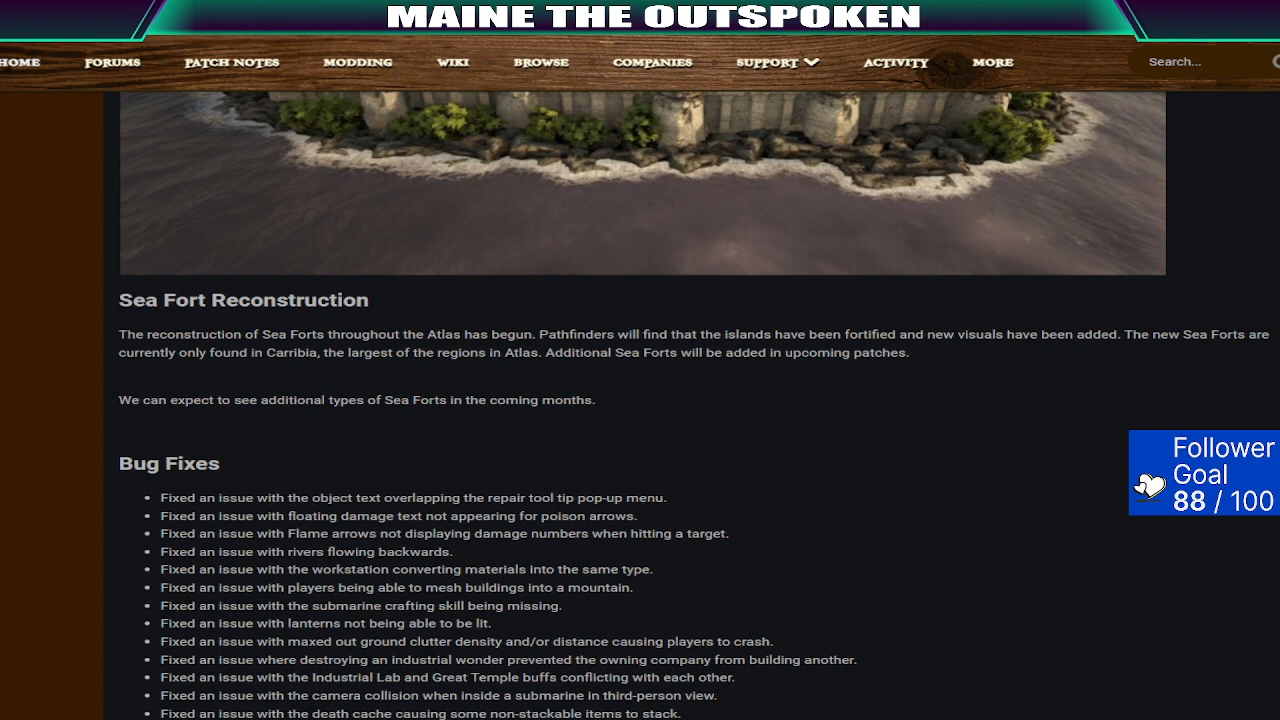 MAINE THE OUTSPOKEN
HOME FORUMS PATCH NOTES MODDING WIKI BROWSE COMPANIES SUPPORT ACTIVITY MORE Search...
Sea Fort Reconstruction
The reconstruction of Sea Forts throughout the Atlas has begun. Pathfinders will find that the islands have been fortified and new visuals have been added. The new Sea Forts are
currently only found in Carribia, the largest of the regions in Atlas. Additional Sea Forts will be added in upcoming patches.
We can expect to see additional types of Sea Forts in the coming months.
Follower
Goal
88 / 100
Bug Fixes
• Fixed an issue with the object text overlapping the repair tool tip pop-up menu.
• Fixed an issue with floating damage text not appearing for poison arrows.
• Fixed an issue with Flame arrows not displaying damage numbers when hitting a target.
• Fixed an issue with rivers flowing backwards.
• Fixed an issue with the workstation converting materials into the same type.
• Fixed an issue with players being able to mesh buildings into a mountain.
• Fixed an issue with the submarine crafting skill being missing.
• Fixed an issue with lanterns not being able to be lit.
• Fixed an issue with maxed out ground clutter density and/or distance causing players to crash.
• Fixed an issue where destroying an industrial wonder prevented the owning company from building another.
• Fixed an issue with the Industrial Lab and Great Temple buffs conflicting with each other.
• Fixed an issue with the camera collision when inside a submarine in third-person view.
• Fixed an issue with the death cache causing some non-stackable items to stack.